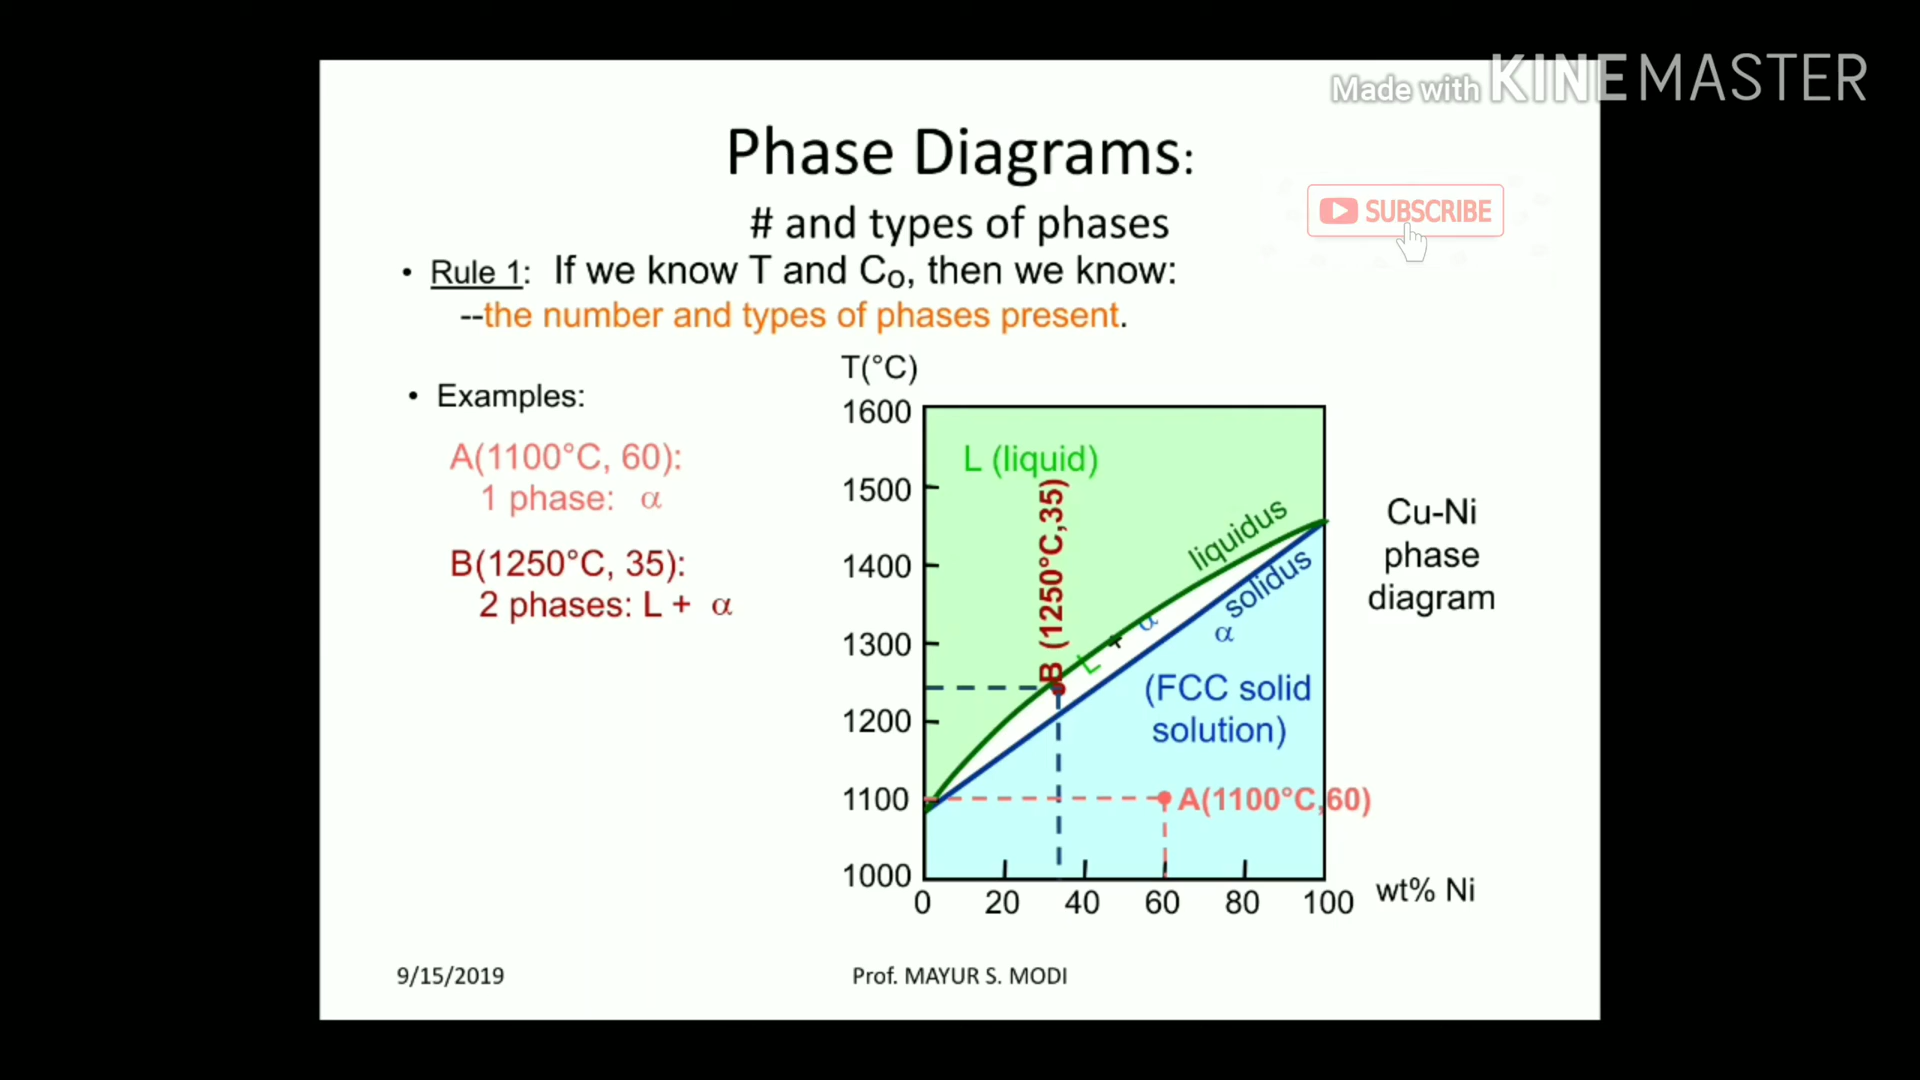 Made with KINEMASTER
Phase Diagrams:
SUBSCRIBE
# and types of phases
• Rule 1: If we know T and Co, then we know:
--the number and types of phases present.
T(°C)
• Examples:
A(1100°C, 60):
1 phase: α
B(1250°C, 35):
2 phases: L + α
1600
1500
1400
1300
1200
1100
1000
L (liquid)
B (1250°C,35)
liquidus
solidus
L + α
α
(FCC solid
solution)
A(1100°C,60)
Cu-Ni
phase
diagram
0 20 40 60 80 100
wt% Ni
9/15/2019
Prof. MAYUR S. MODI